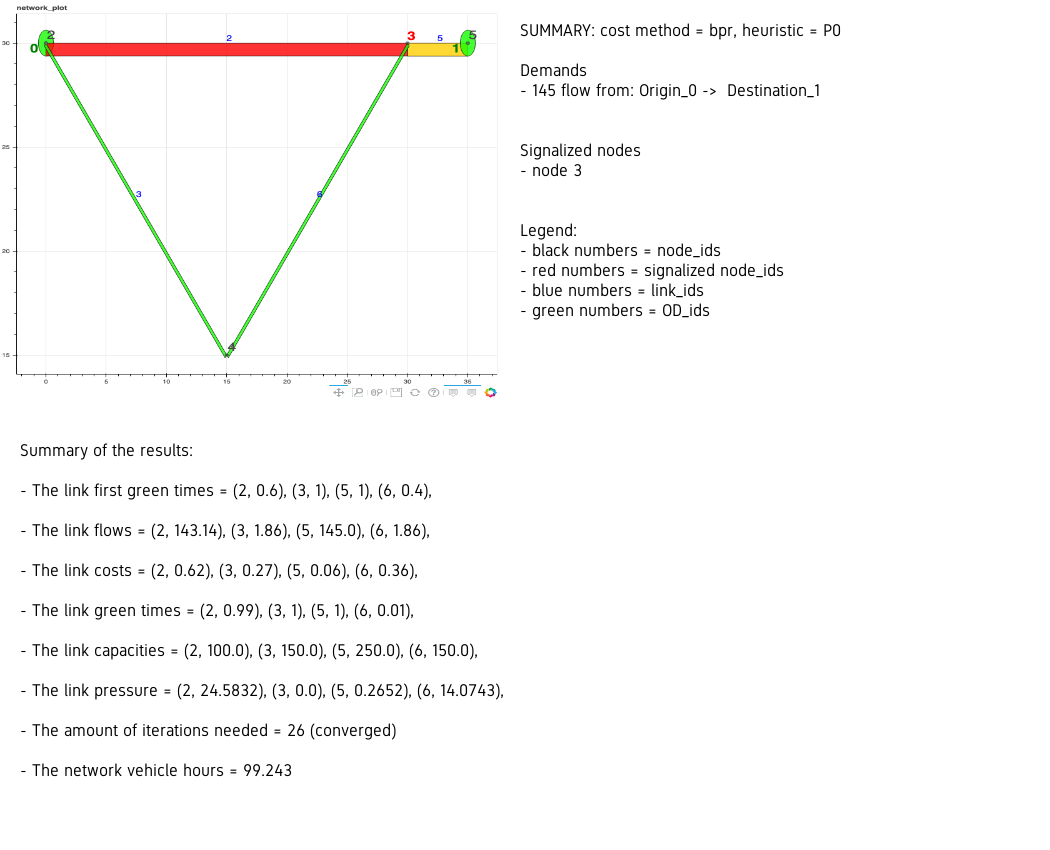 network_plot
SUMMARY: cost method = bpr, heuristic = P0
Demands
- 145 flow from: Origin_0 -> Destination_1
Signalized nodes
- node 3
Legend:
- black numbers = node_ids
- red numbers = signalized node_ids
- blue numbers = link_ids
- green numbers = OD_ids
30
25
20
15
0
5
10
15
20
25
30
35
2
0
2
3
5
5
1
3
6
4
Summary of the results:
- The link first green times = (2, 0.6), (3, 1), (5, 1), (6, 0.4),
- The link flows = (2, 143.14), (3, 1.86), (5, 145.0), (6, 1.86),
- The link costs = (2, 0.62), (3, 0.27), (5, 0.06), (6, 0.36),
- The link green times = (2, 0.99), (3, 1), (5, 1), (6, 0.01),
- The link capacities = (2, 100.0), (3, 150.0), (5, 250.0), (6, 150.0),
- The link pressure = (2, 24.5832), (3, 0.0), (5, 0.2652), (6, 14.0743),
- The amount of iterations needed = 26 (converged)
- The network vehicle hours = 99.243